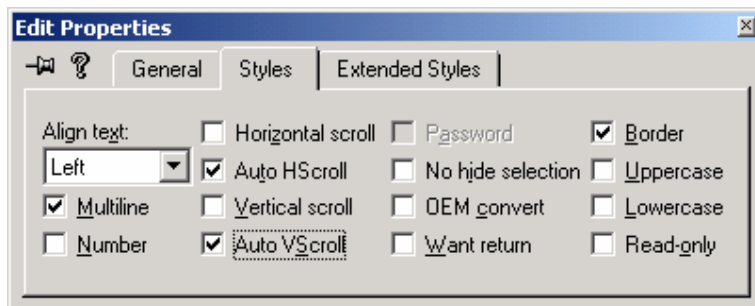 Edit Properties
General Styles Extended Styles
Align text: Horizontal scroll Password Border
Left Auto HScroll No hide selection Uppercase
Multiline Vertical scroll OEM convert Lowercase
Number Auto VScroll Want return Read-only